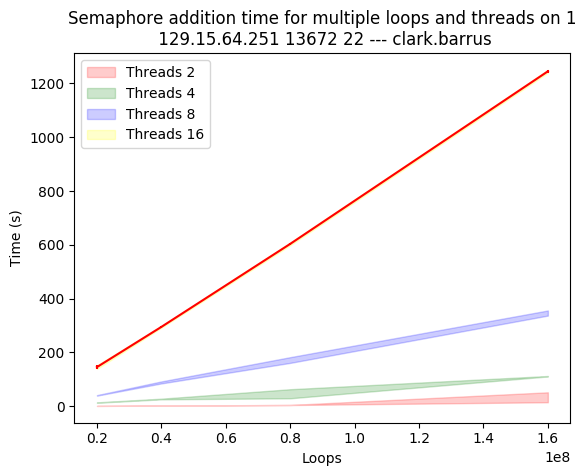 Semaphore addition time for multiple loops and threads on 1
129.15.64.251 13672 22 --- clark.barrus
Threads 2
Threads 4
Threads 8
Threads 16
Time (s)
1200
1000
800
600
400
200
0
0.2 0.4 0.6 0.8 1.0 1.2 1.4 1.6
1e8
Loops